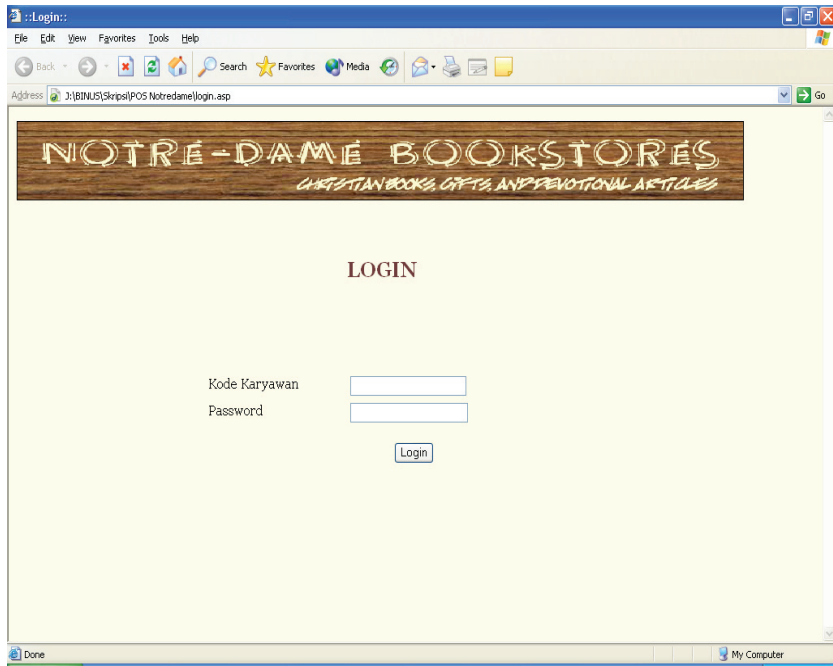 ::Login::
File Edit View Favorites Tools Help
Back Search Favorites Media
Address J:\BINUS\Skripsi\POS Notredame\login.asp Go
NOTRE-DAME BOOKSTORES
CHRISTIAN BOOKS, GIFTS, AND DEVOTIONAL ARTICLES
LOGIN
Kode Karyawan
Password
Login
Done My Computer